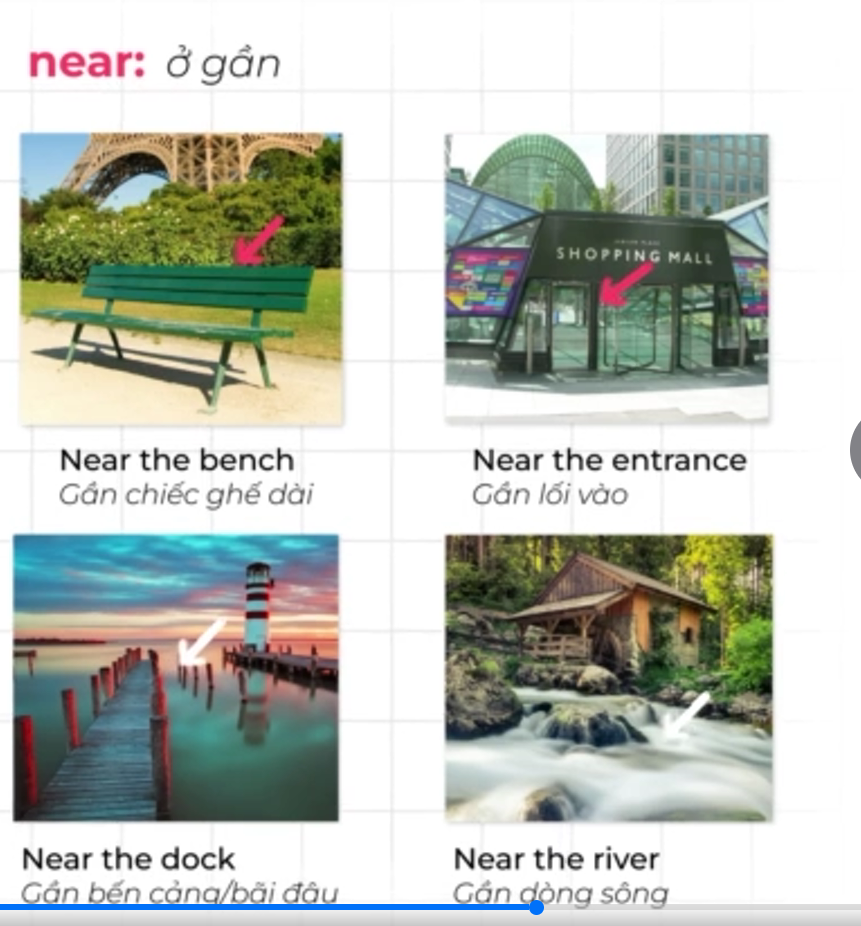 near: ở gần
SHOPPING MALL
Near the bench
Gần chiếc ghế dài
Near the entrance
Gần lối vào
Near the dock
Gần bến cảng/bãi đậu
Near the river
Gần dòng sông